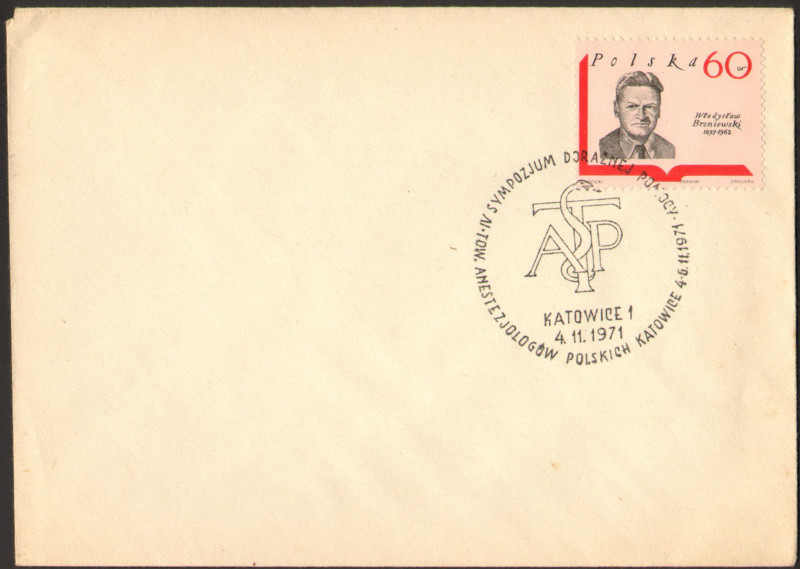 Polska 60 gr
Władysław
Broniewski
1897-1962
IV SYMPOZJUM DORAŹNEJ POMOCY · TOW. ANESTEZJOLOGÓW POLSKICH KATOWICE 4-6.11.1971 ·
ATP
KATOWICE 1
4.11.1971